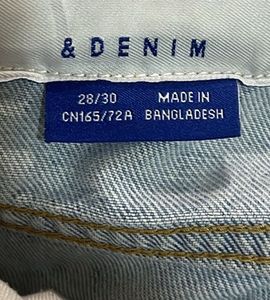 & DENIM
28/30 MADE IN
CN165/72A BANGLADESH